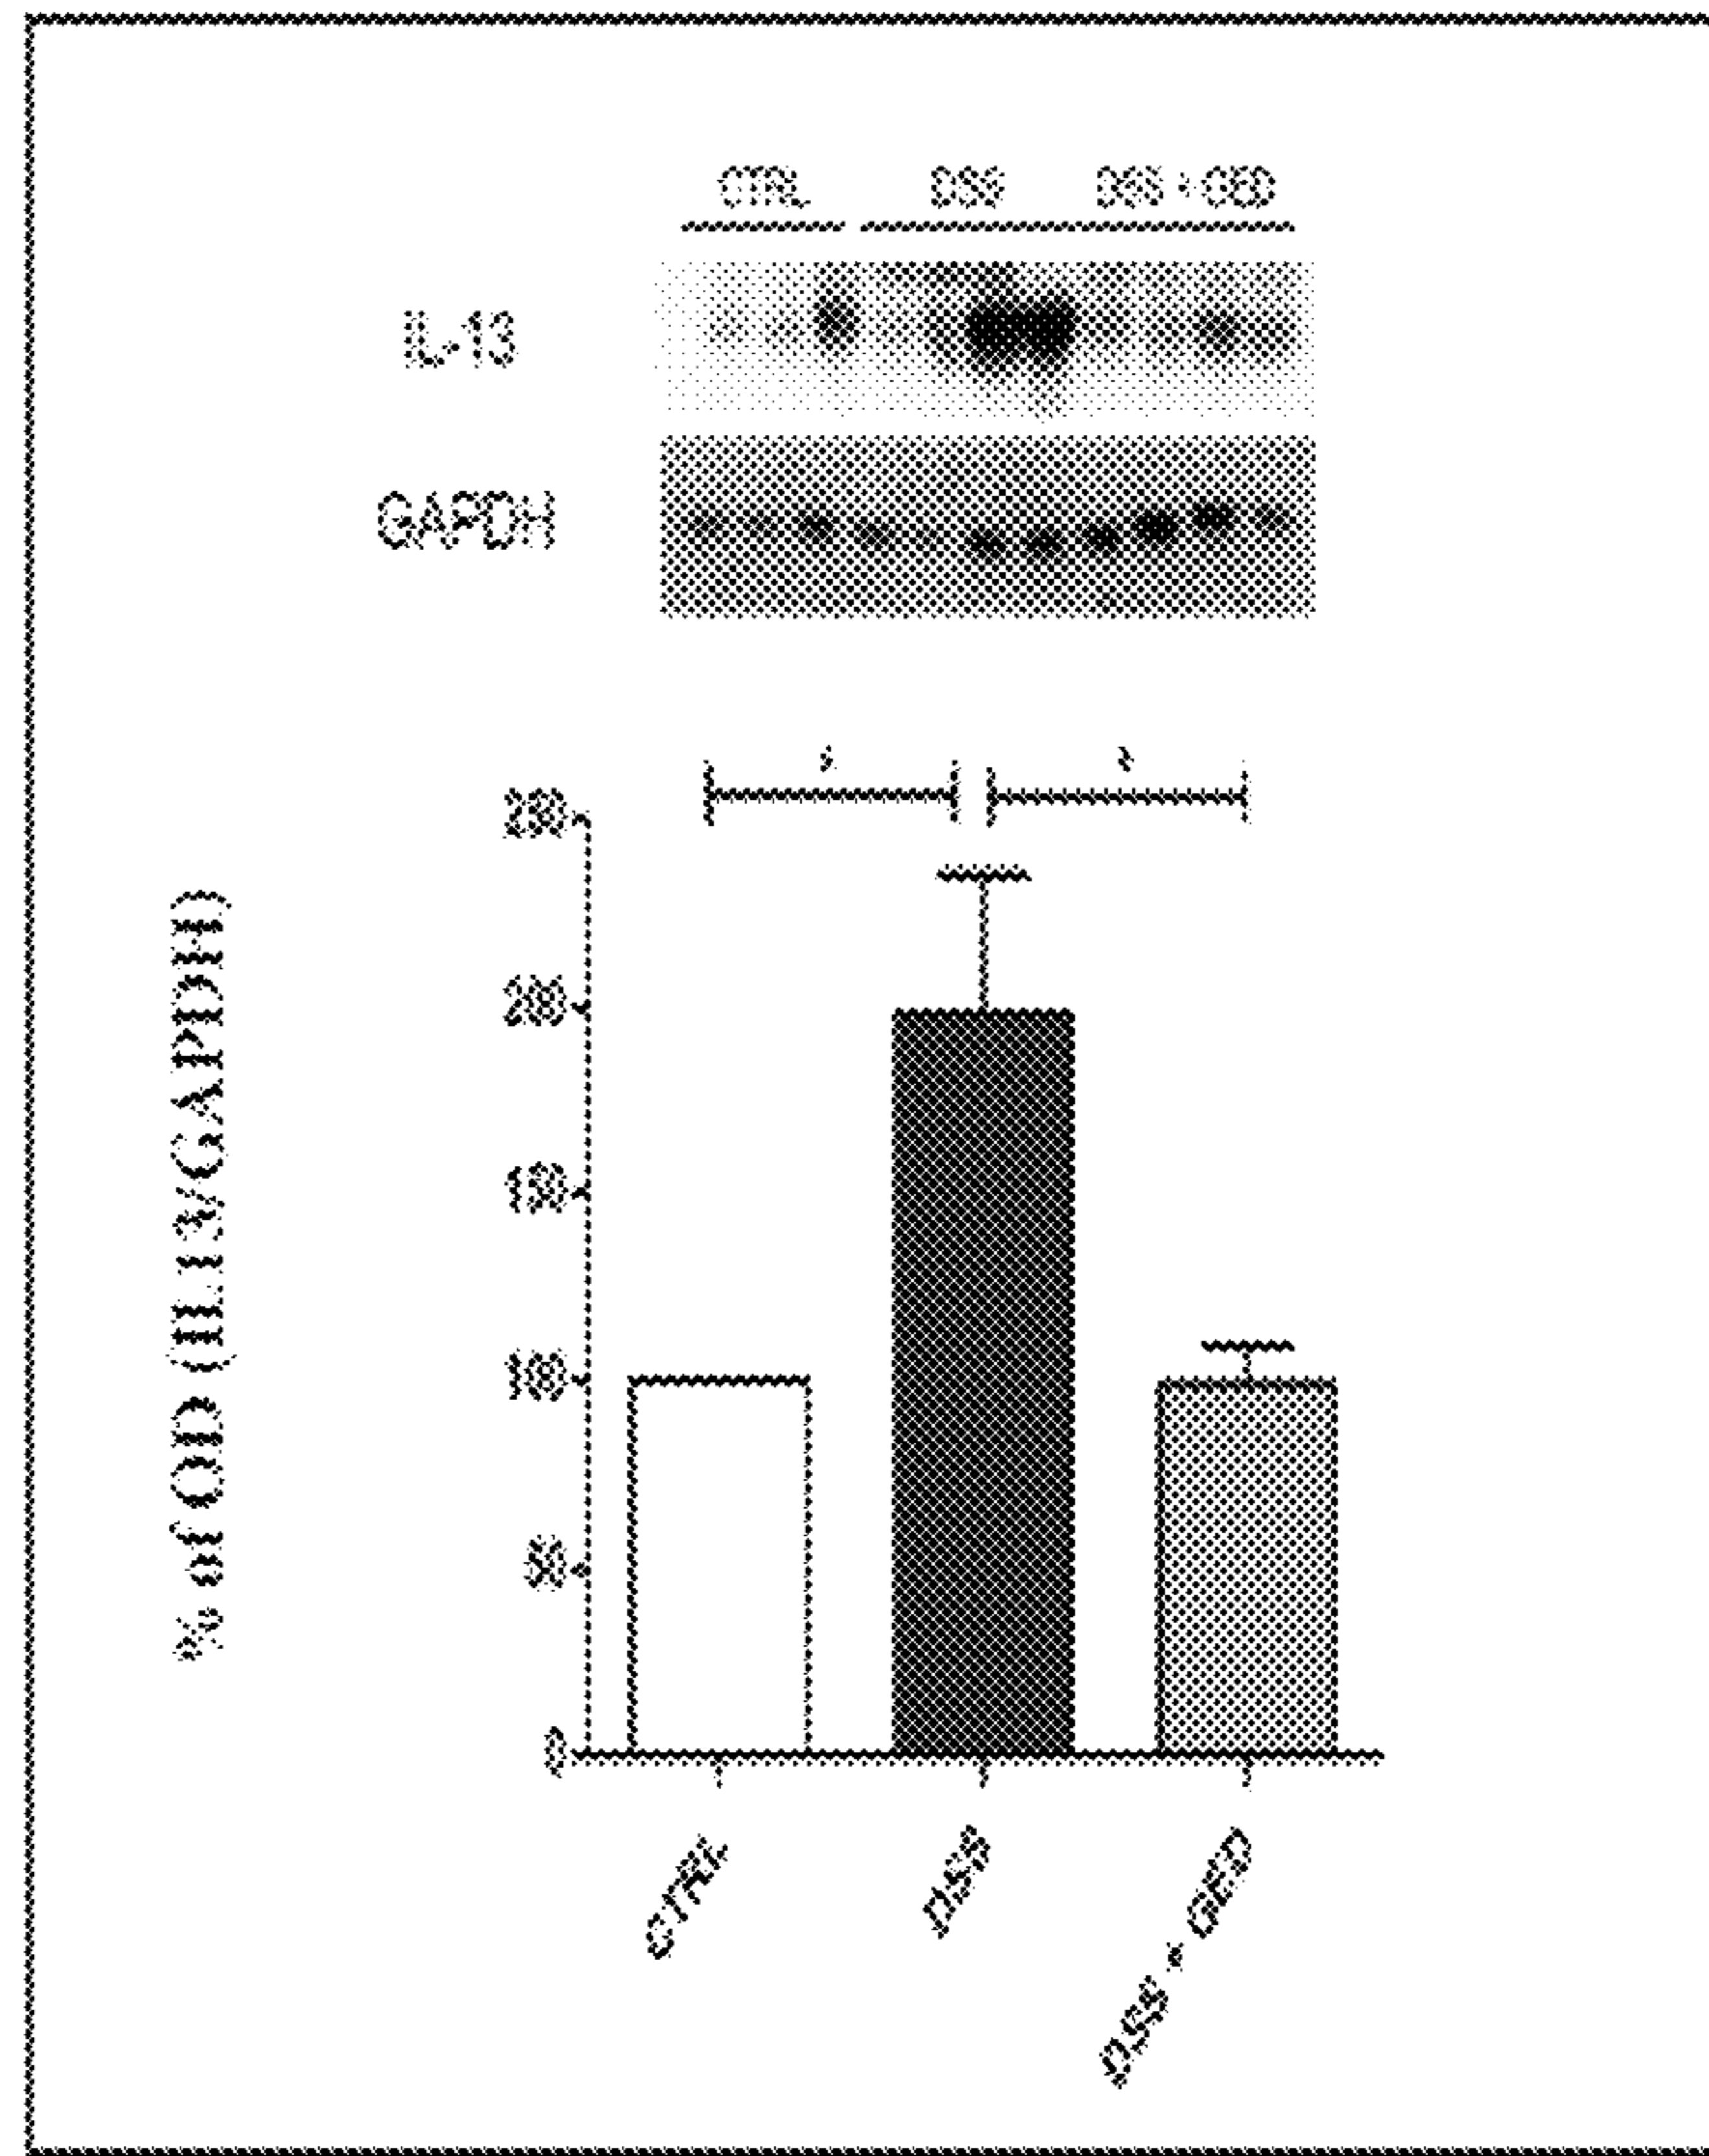 CTRL DSS DSS + GED
IL-13
GAPDH
% of OD (IL13/GAPDH)
250
200
150
100
50
0
* *
CTRL
DSS
DSS + GED